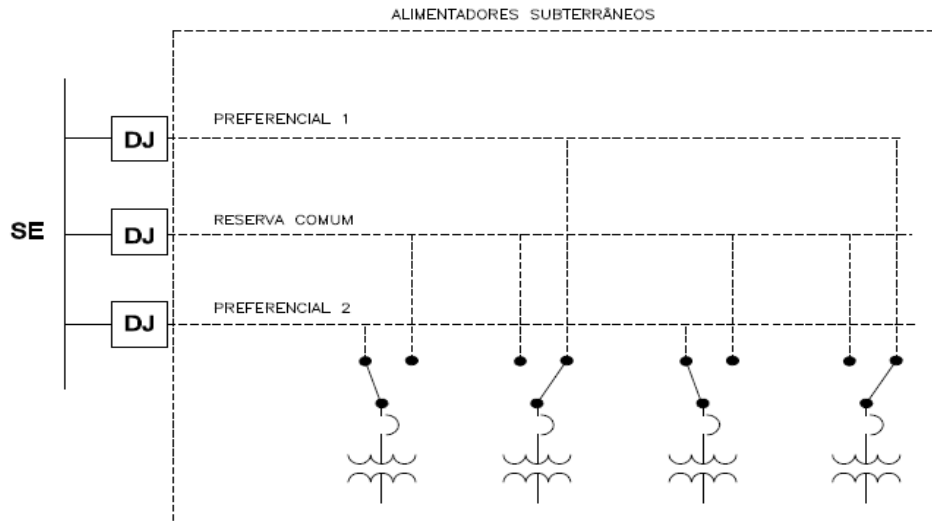 ALIMENTADORES SUBTERRÂNEOS
PREFERENCIAL 1
DJ
RESERVA COMUM
SE
DJ
PREFERENCIAL 2
DJ